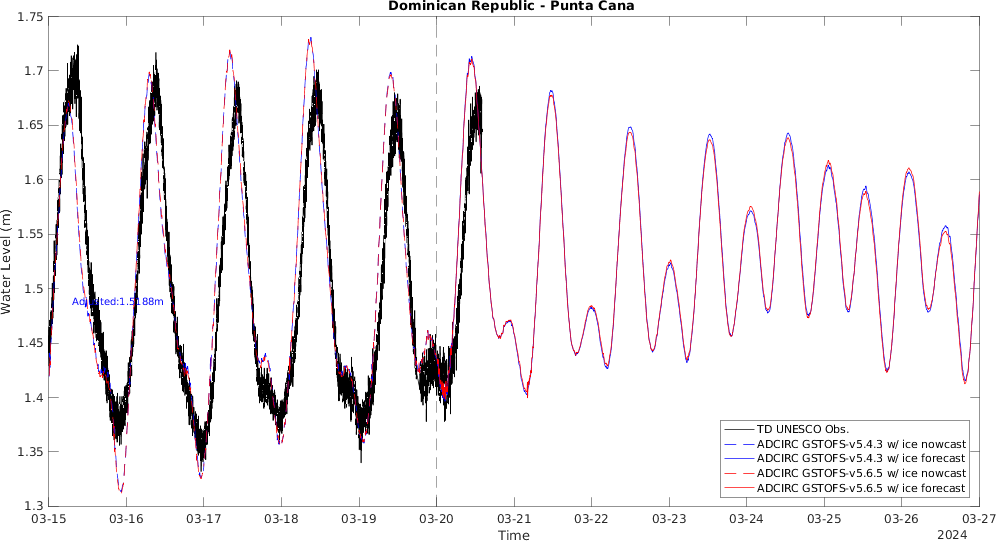 Dominican Republic - Punta Cana
1.75
1.7
1.65
1.6
1.55
1.5
1.45
1.4
1.35
1.3
Water Level (m)
Adjusted:1.5188m
TD UNESCO Obs.
ADCIRC GSTOFS-v5.4.3 w/ ice nowcast
ADCIRC GSTOFS-v5.4.3 w/ ice forecast
ADCIRC GSTOFS-v5.6.5 w/ ice nowcast
ADCIRC GSTOFS-v5.6.5 w/ ice forecast
03-15 03-16 03-17 03-18 03-19 03-20 03-21 03-22 03-23 03-24 03-25 03-26 03-27
Time
2024